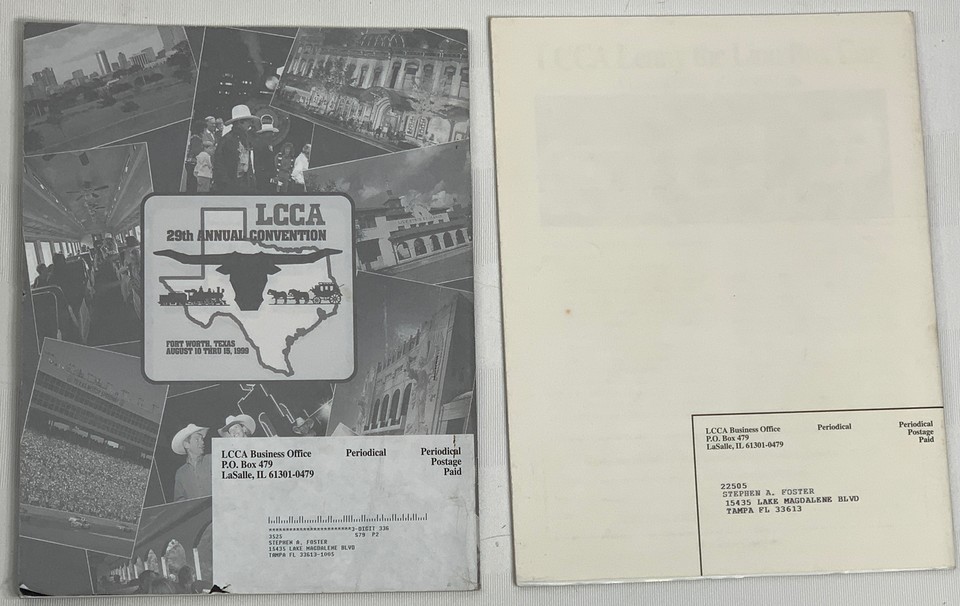 LCCA
29th ANNUAL CONVENTION
FORT WORTH, TEXAS
AUGUST 10 THRU 15, 1999
LCCA Business Office Periodical Periodical
P.O. Box 479 Postage
LaSalle, IL 61301-0479 Paid
************************3-DIGIT 336
3525 579 P2
STEPHEN A. FOSTER
15435 LAKE MAGDALENE BLVD
TAMPA FL 33613-1005
LCCA Business Office Periodical Periodical
P.O. Box 479 Postage
LaSalle, IL 61301-0479 Paid
22505
STEPHEN A. FOSTER
15435 LAKE MAGDALENE BLVD
TAMPA FL 33613